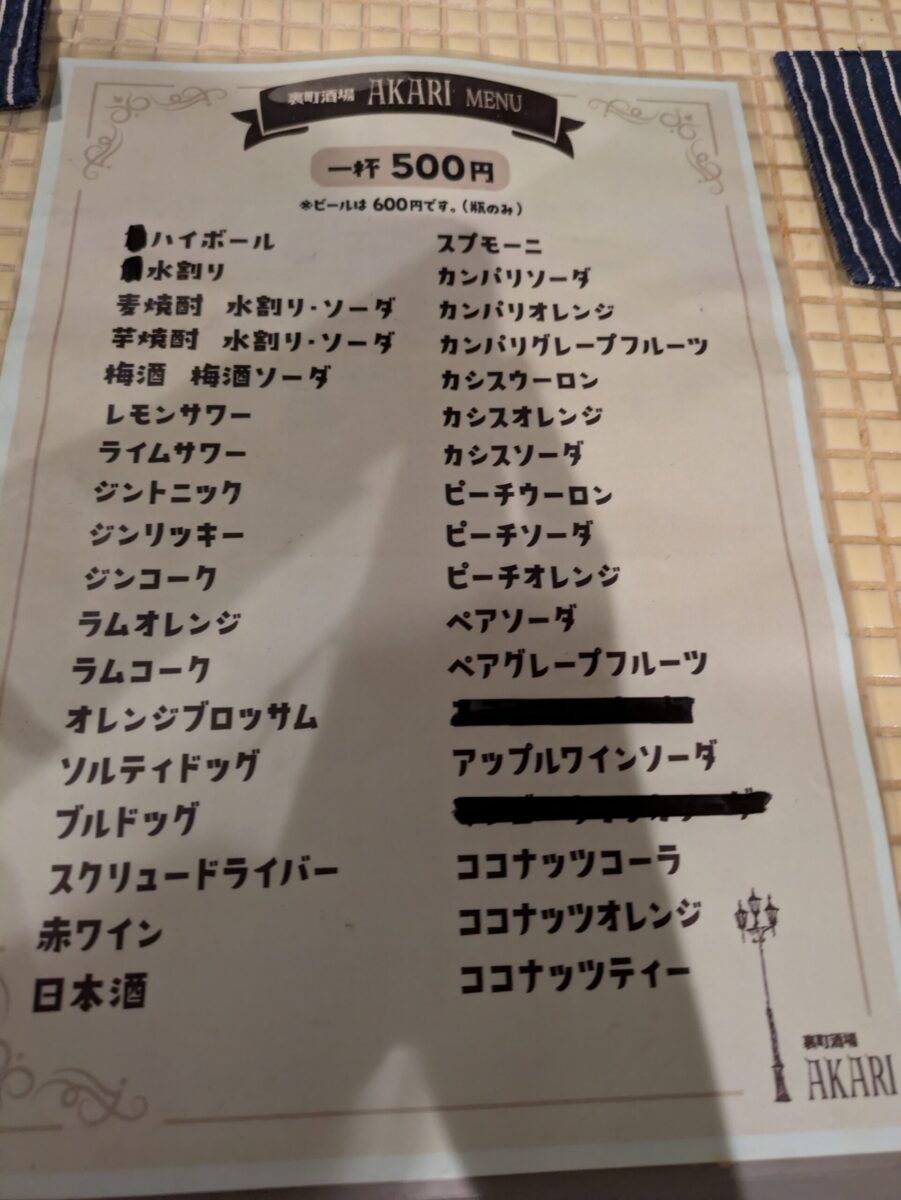 裏町酒場 AKARI MENU
一杯 500円
※ビールは600円です。(瓶のみ)
ハイボール
水割り
麦焼酎 水割り・ソーダ
芋焼酎 水割り・ソーダ
梅酒 梅酒ソーダ
レモンサワー
ライムサワー
ジントニック
ジンリッキー
ジンコーク
ラムオレンジ
ラムコーク
オレンジブロッサム
ソルティドッグ
ブルドッグ
スクリュードライバー
赤ワイン
日本酒
スプモーニ
カンパリソーダ
カンパリオレンジ
カンパリグレープフルーツ
カシスウーロン
カシスオレンジ
カシスソーダ
ピーチウーロン
ピーチソーダ
ピーチオレンジ
ペアソーダ
ペアグレープフルーツ
アップルワインソーダ
ココナッツコーラ
ココナッツオレンジ
ココナッツティー
裏町酒場
AKARI